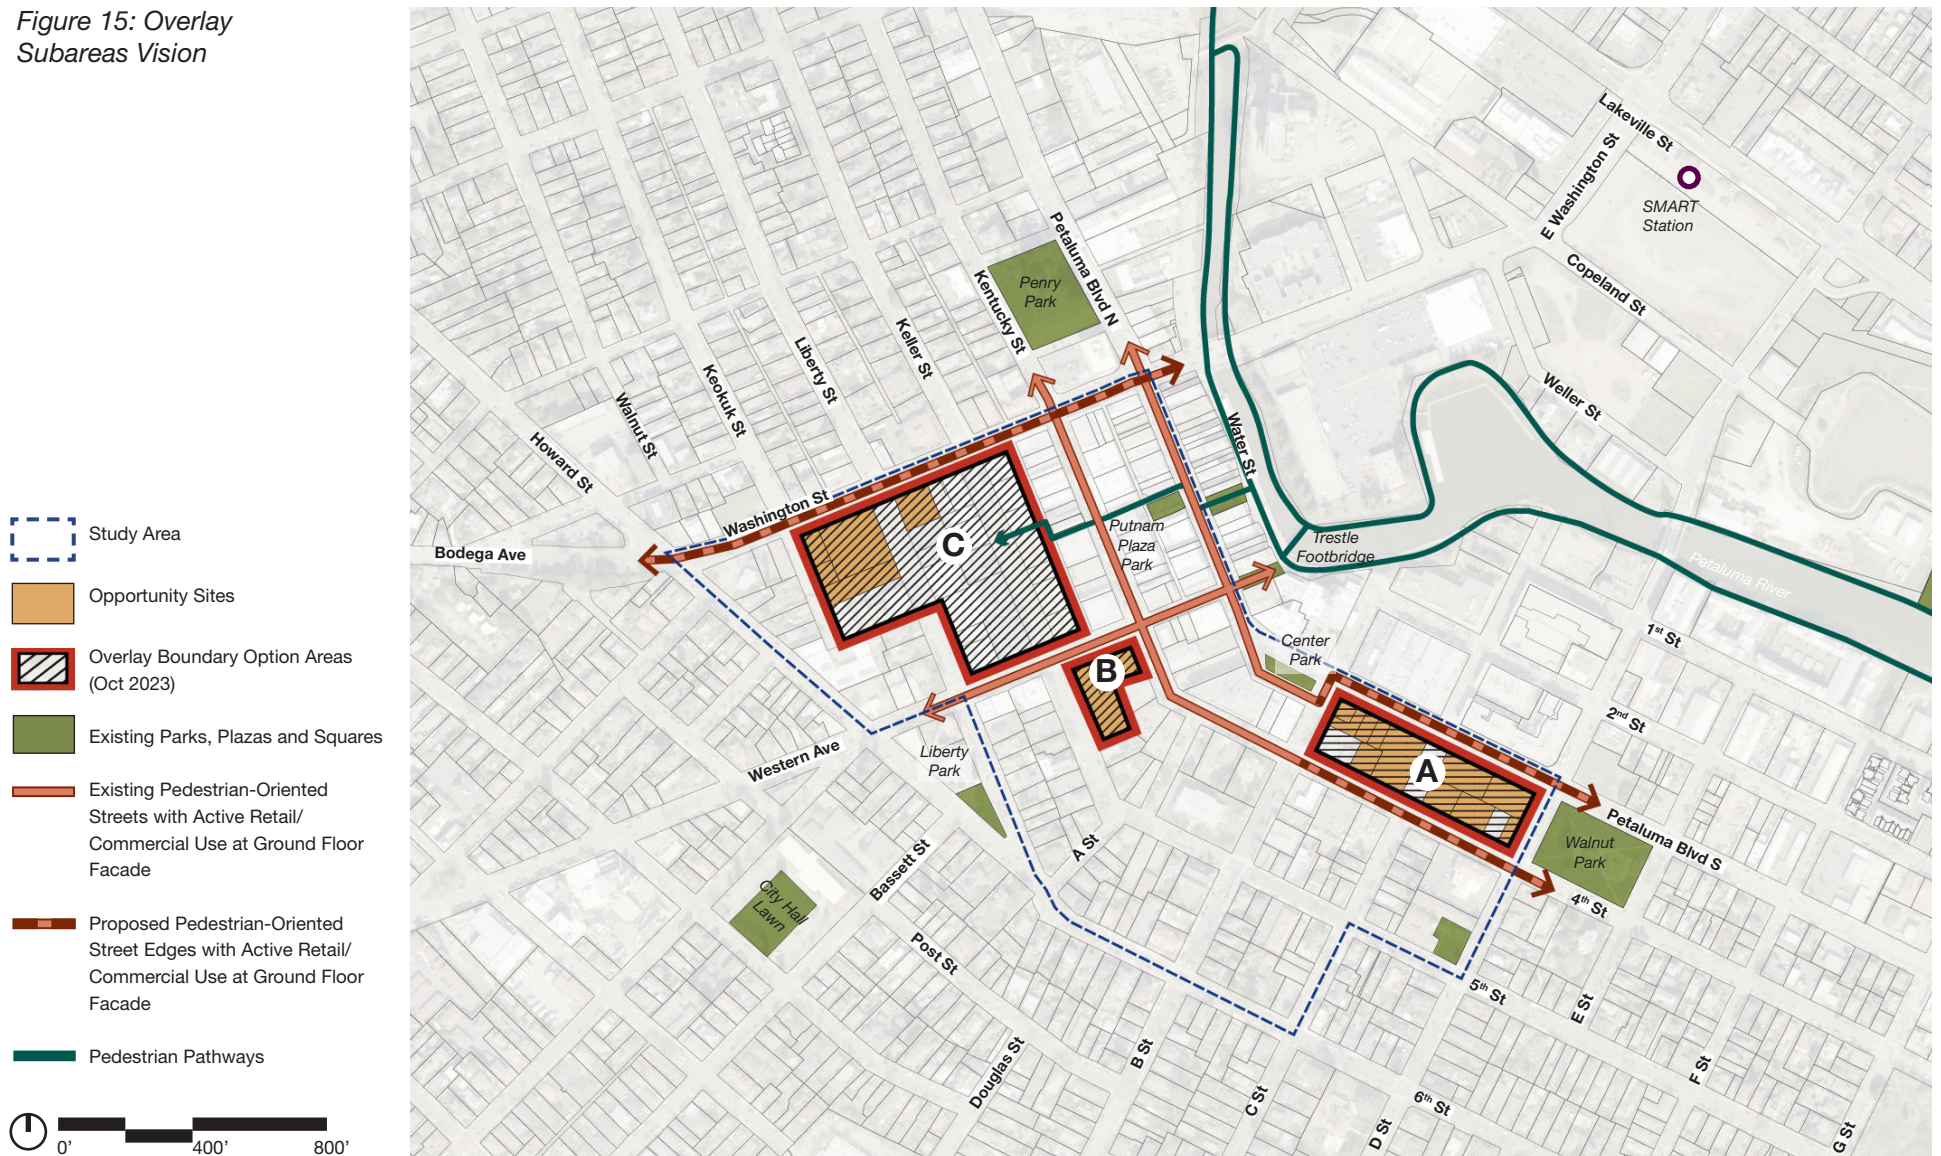 Figure 15: Overlay
Subareas Vision
Study Area
Opportunity Sites
Overlay Boundary Option Areas
(Oct 2023)
Existing Parks, Plazas and Squares
Existing Pedestrian-Oriented
Streets with Active Retail/
Commercial Use at Ground Floor
Facade
Proposed Pedestrian-Oriented
Street Edges with Active Retail/
Commercial Use at Ground Floor
Facade
Pedestrian Pathways
0' 400' 800'
Lakeville St
E Washington St
SMART
Station
Copeland St
Petaluma Blvd N
Penry
Park
Kentucky St
Keller St
Liberty St
Keokuk St
Walnut St
Howard St
Weller St
Water St
Washington St
Bodega Ave
C
Putnam
Plaza
Park
Trestle
Footbridge
Petaluma River
1st St
Center
Park
B
2nd St
A
Liberty
Park
Western Ave
Petaluma Blvd S
Walnut
Park
A St
Bassett St
City Hall
Lawn
4th St
Post St
5th St
E St
Douglas St
B St
C St
F St
6th St
D St
G St